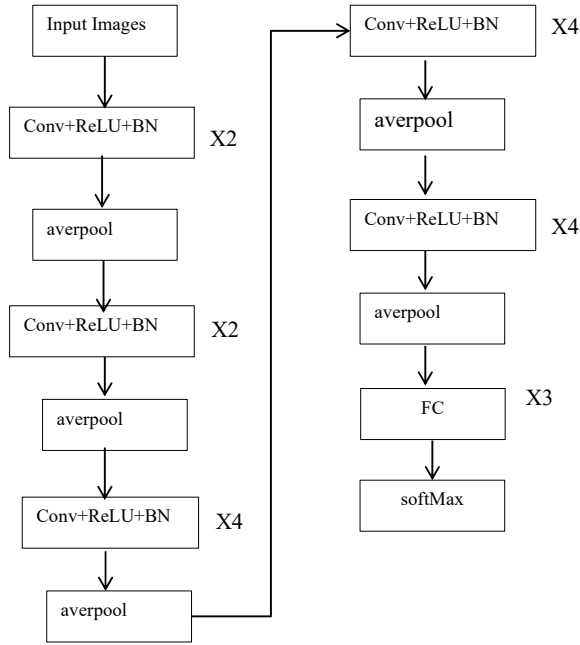 Input Images
Conv+ReLU+BN
X2
averpool
Conv+ReLU+BN
X2
averpool
Conv+ReLU+BN
X4
averpool
Conv+ReLU+BN
X4
averpool
Conv+ReLU+BN
X4
averpool
FC
X3
softMax